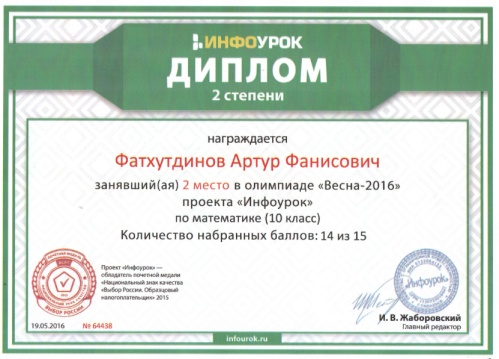 ИНФОУРОК
ДИПЛОМ
2 степени
награждается
Фатхутдинов Артур Фанисович
занявший(ая) 2 место в олимпиаде «Весна-2016»
проекта «Инфоурок»
по математике (10 класс)
Количество набранных баллов: 14 из 15
Проект «Инфоурок» —
обладатель почетной медали
«Национальный знак качества
«Выбор России. Образцовый
налогоплательщик» 2015
«Инфоурок»
И. В. Жаборовский
Главный редактор
19.05.2016 № 64438
ВЫБОР РОССИИ
infourok.ru